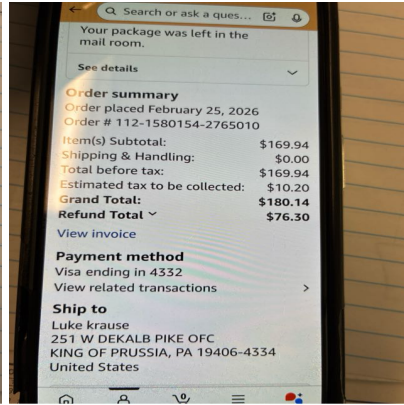 Search or ask a ques...
Your package was left in the
mail room.
See details
Order summary
Order placed February 25, 2026
Order # 112-1580154-2765010
Item(s) Subtotal: $169.94
Shipping & Handling: $0.00
Total before tax: $169.94
Estimated tax to be collected: $10.20
Grand Total: $180.14
Refund Total $76.30
View invoice
Payment method
Visa ending in 4332
View related transactions
Ship to
Luke krause
251 W DEKALB PIKE OFC
KING OF PRUSSIA, PA 19406-4334
United States
0